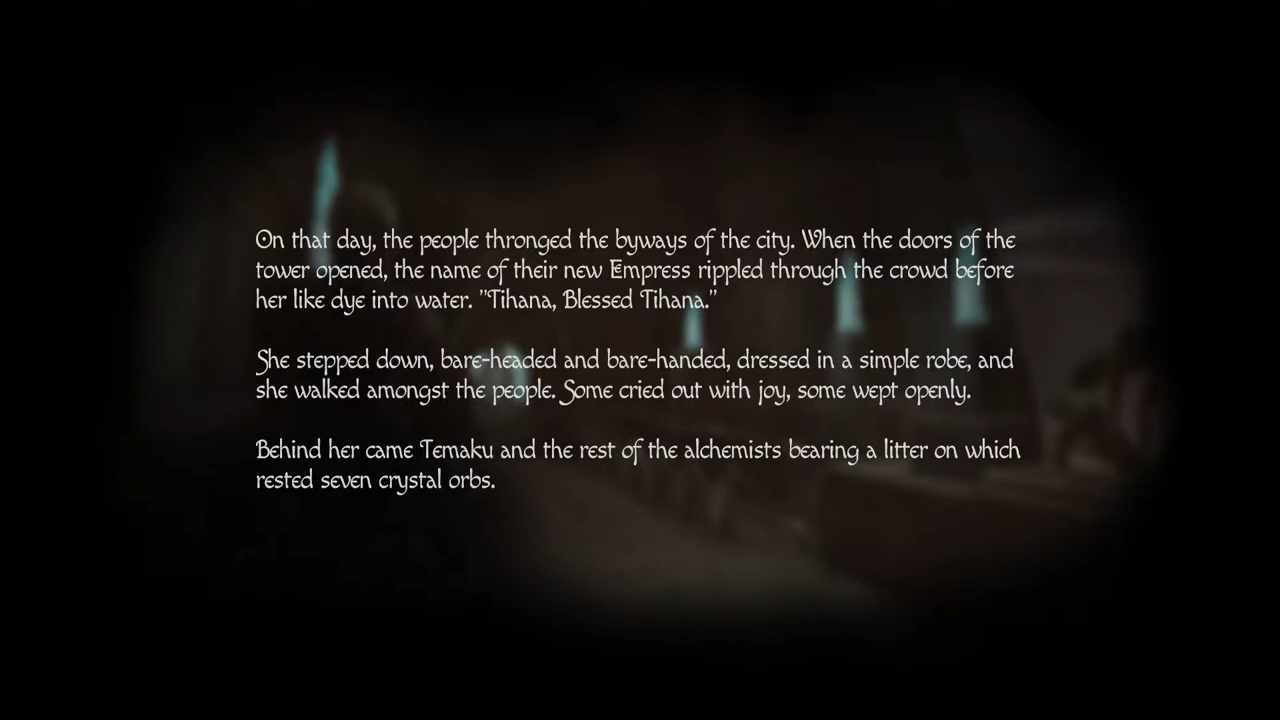 On that day, the people thronged the byways of the city. When the doors of the
tower opened, the name of their new Empress rippled through the crowd before
her like dye into water. "Tihana, Blessed Tihana."
She stepped down, bare-headed and bare-handed, dressed in a simple robe, and
she walked amongst the people. Some cried out with joy, some wept openly.
Behind her came Temaku and the rest of the alchemists bearing a litter on which
rested seven crystal orbs.